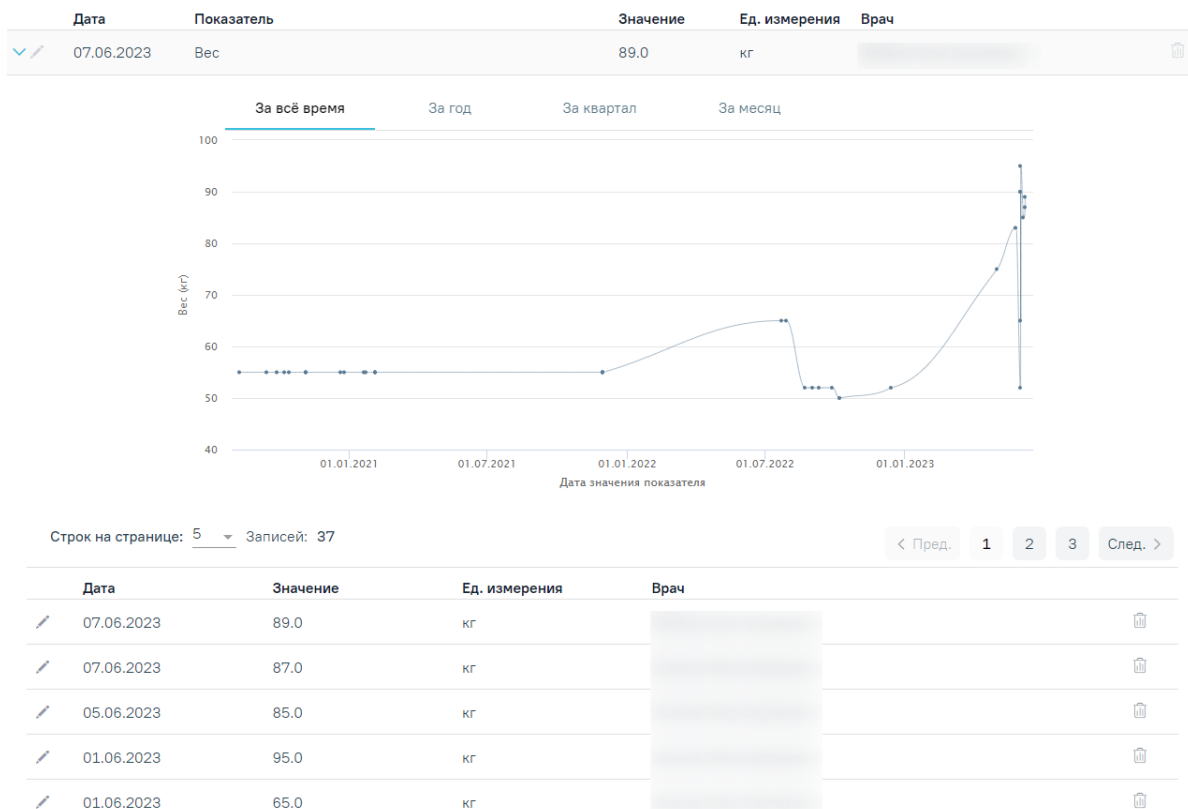 Дата Показатель Значение Ед. измерения Врач
07.06.2023 Вес 89.0 кг
За всё время За год За квартал За месяц
100
90
80
70
60
50
40
Вес (кг)
01.01.2021 01.07.2021 01.01.2022 01.07.2022 01.01.2023
Дата значения показателя
Строк на странице: 5 Записей: 37 < Пред. 1 2 3 След. >
Дата Значение Ед. измерения Врач
07.06.2023 89.0 кг
07.06.2023 87.0 кг
05.06.2023 85.0 кг
01.06.2023 95.0 кг
01.06.2023 65.0 кг